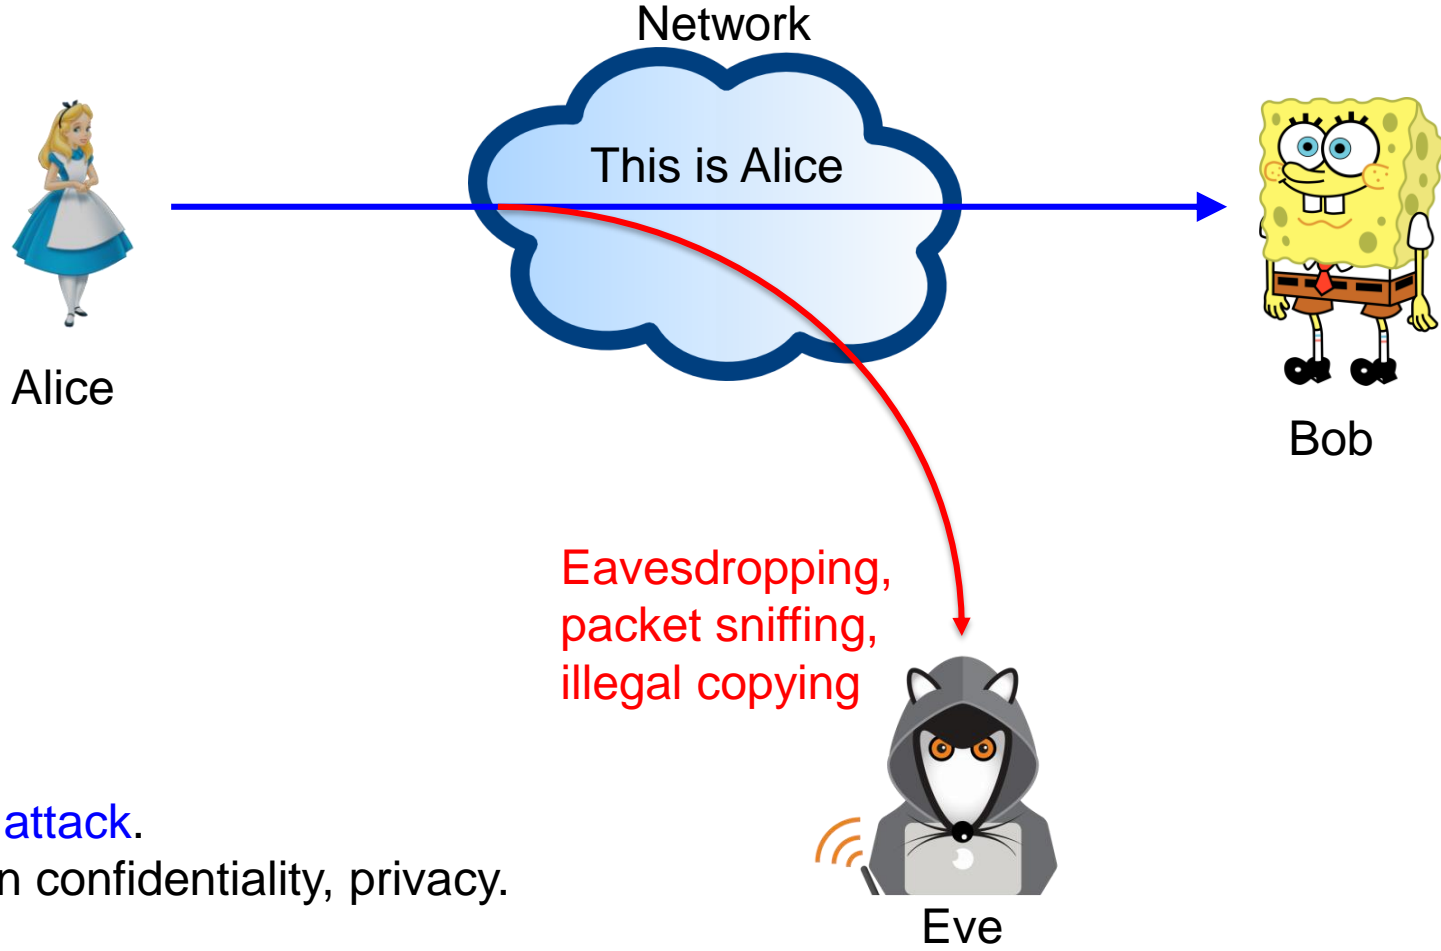 Network
This is Alice
Alice
Bob
Eavesdropping,
packet sniffing,
illegal copying
attack.
confidentiality, privacy.
Eve